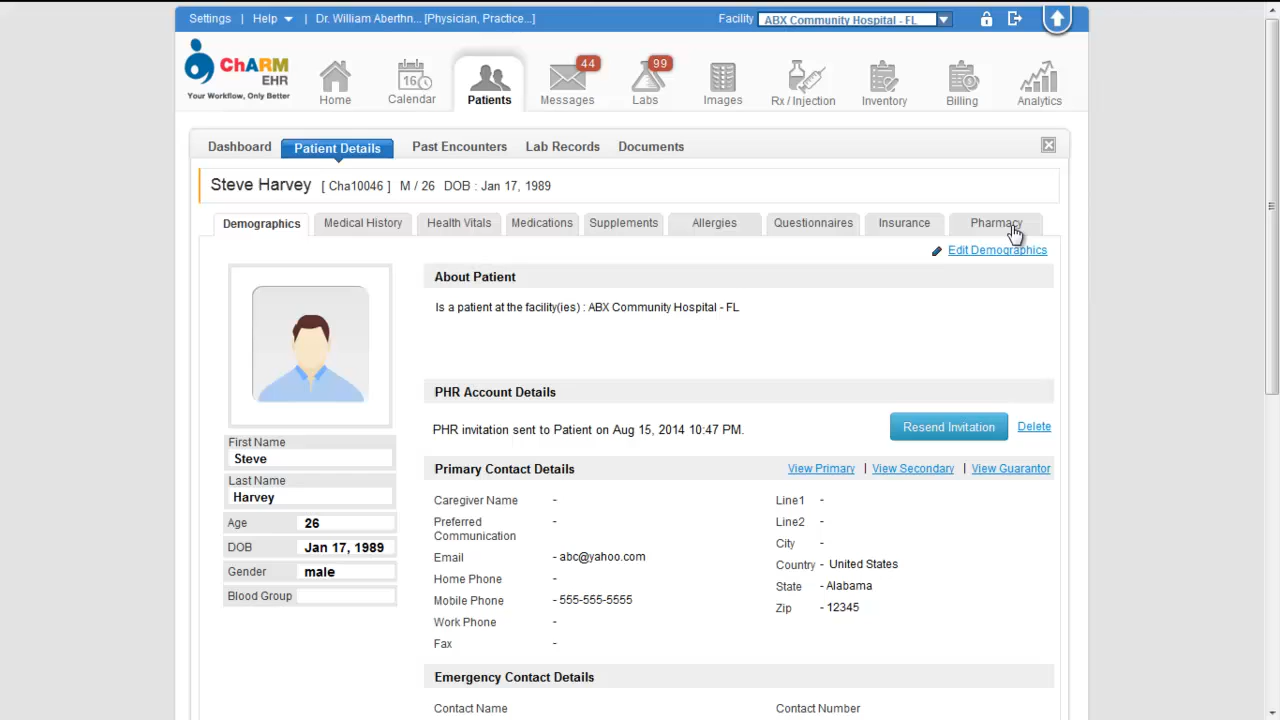 Settings | Help | Dr. William Aberthn... [Physician, Practice...] Facility ABX Community Hospital - FL
ChARM
EHR
Your Workflow, Only Better
16
44
99
Home Calendar Patients Messages Labs Images Rx / Injection Inventory Billing Analytics
Dashboard Patient Details Past Encounters Lab Records Documents
Steve Harvey [ Cha10046 ] M / 26 DOB : Jan 17, 1989
Demographics Medical History Health Vitals Medications Supplements Allergies Questionnaires Insurance Pharmacy
Edit Demographics
About Patient
Is a patient at the facility(ies) : ABX Community Hospital - FL
PHR Account Details
PHR invitation sent to Patient on Aug 15, 2014 10:47 PM. Resend Invitation Delete
First Name
Steve
Last Name
Harvey
Age 26
DOB Jan 17, 1989
Gender male
Blood Group
Primary Contact Details View Primary | View Secondary | View Guarantor
Caregiver Name -
Preferred -
Communication
Email - abc@yahoo.com
Home Phone -
Mobile Phone - 555-555-5555
Work Phone -
Fax -
Line1 -
Line2 -
City -
Country - United States
State - Alabama
Zip - 12345
Emergency Contact Details
Contact Name Contact Number